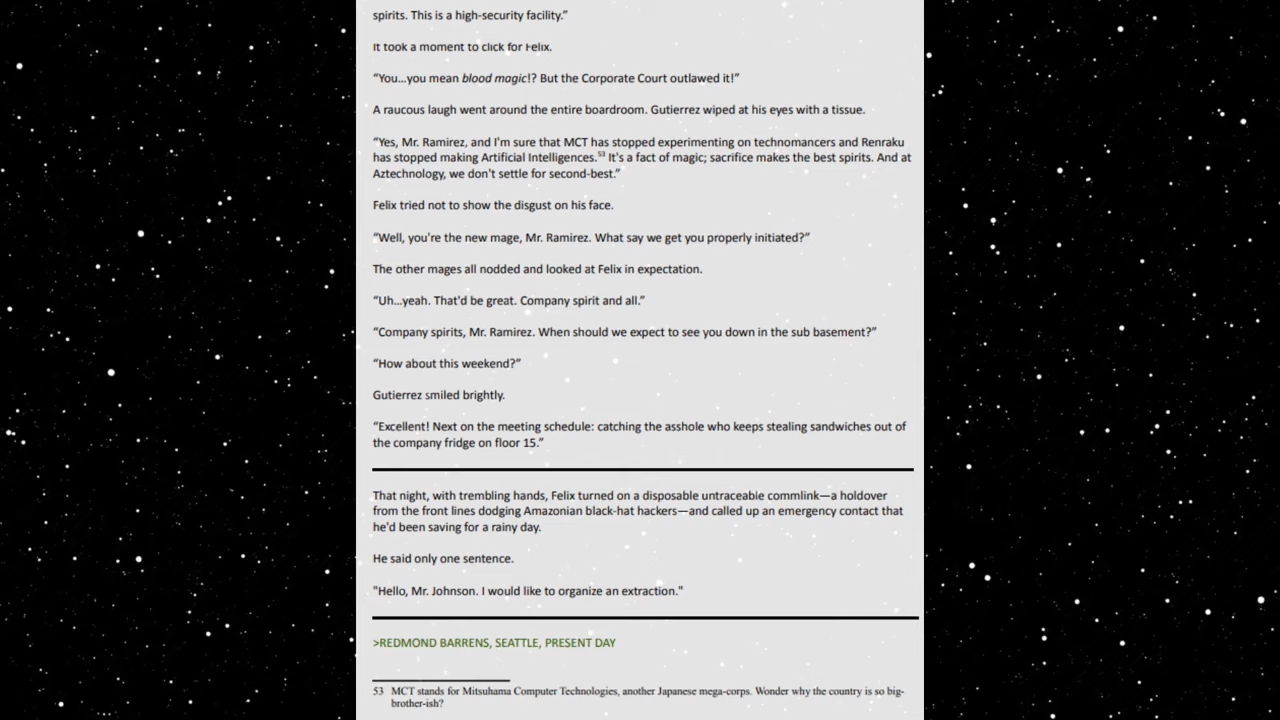 spirits. This is a high-security facility.”
It took a moment to click for Felix.
“You…you mean blood magic!? But the Corporate Court outlawed it!”
A raucous laugh went around the entire boardroom. Gutierrez wiped at his eyes with a tissue.
“Yes, Mr. Ramirez, and I'm sure that MCT has stopped experimenting on technomancers and Renraku
has stopped making Artificial Intelligences.53 It's a fact of magic; sacrifice makes the best spirits. And at
Aztechnology, we don't settle for second-best.”
Felix tried not to show the disgust on his face.
“Well, you're the new mage, Mr. Ramirez. What say we get you properly initiated?”
The other mages all nodded and looked at Felix in expectation.
“Uh…yeah. That'd be great. Company spirit and all.”
“Company spirits, Mr. Ramirez. When should we expect to see you down in the sub basement?”
“How about this weekend?”
Gutierrez smiled brightly.
“Excellent! Next on the meeting schedule: catching the asshole who keeps stealing sandwiches out of
the company fridge on floor 15.”
That night, with trembling hands, Felix turned on a disposable untraceable commlink—a holdover
from the front lines dodging Amazonian black-hat hackers—and called up an emergency contact that
he'd been saving for a rainy day.
He said only one sentence.
"Hello, Mr. Johnson. I would like to organize an extraction."
>REDMOND BARRENS, SEATTLE, PRESENT DAY
53 MCT stands for Mitsuhama Computer Technologies, another Japanese mega-corps. Wonder why the country is so big-
brother-ish?